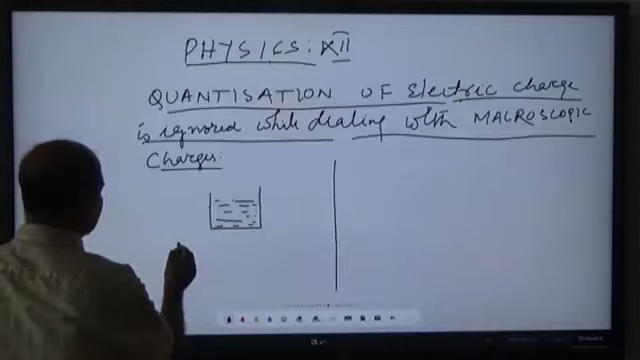 PHYSICS: XII
QUANTISATION OF Electric charge
is ignored while dealing with MACROSCOPIC
Charges: